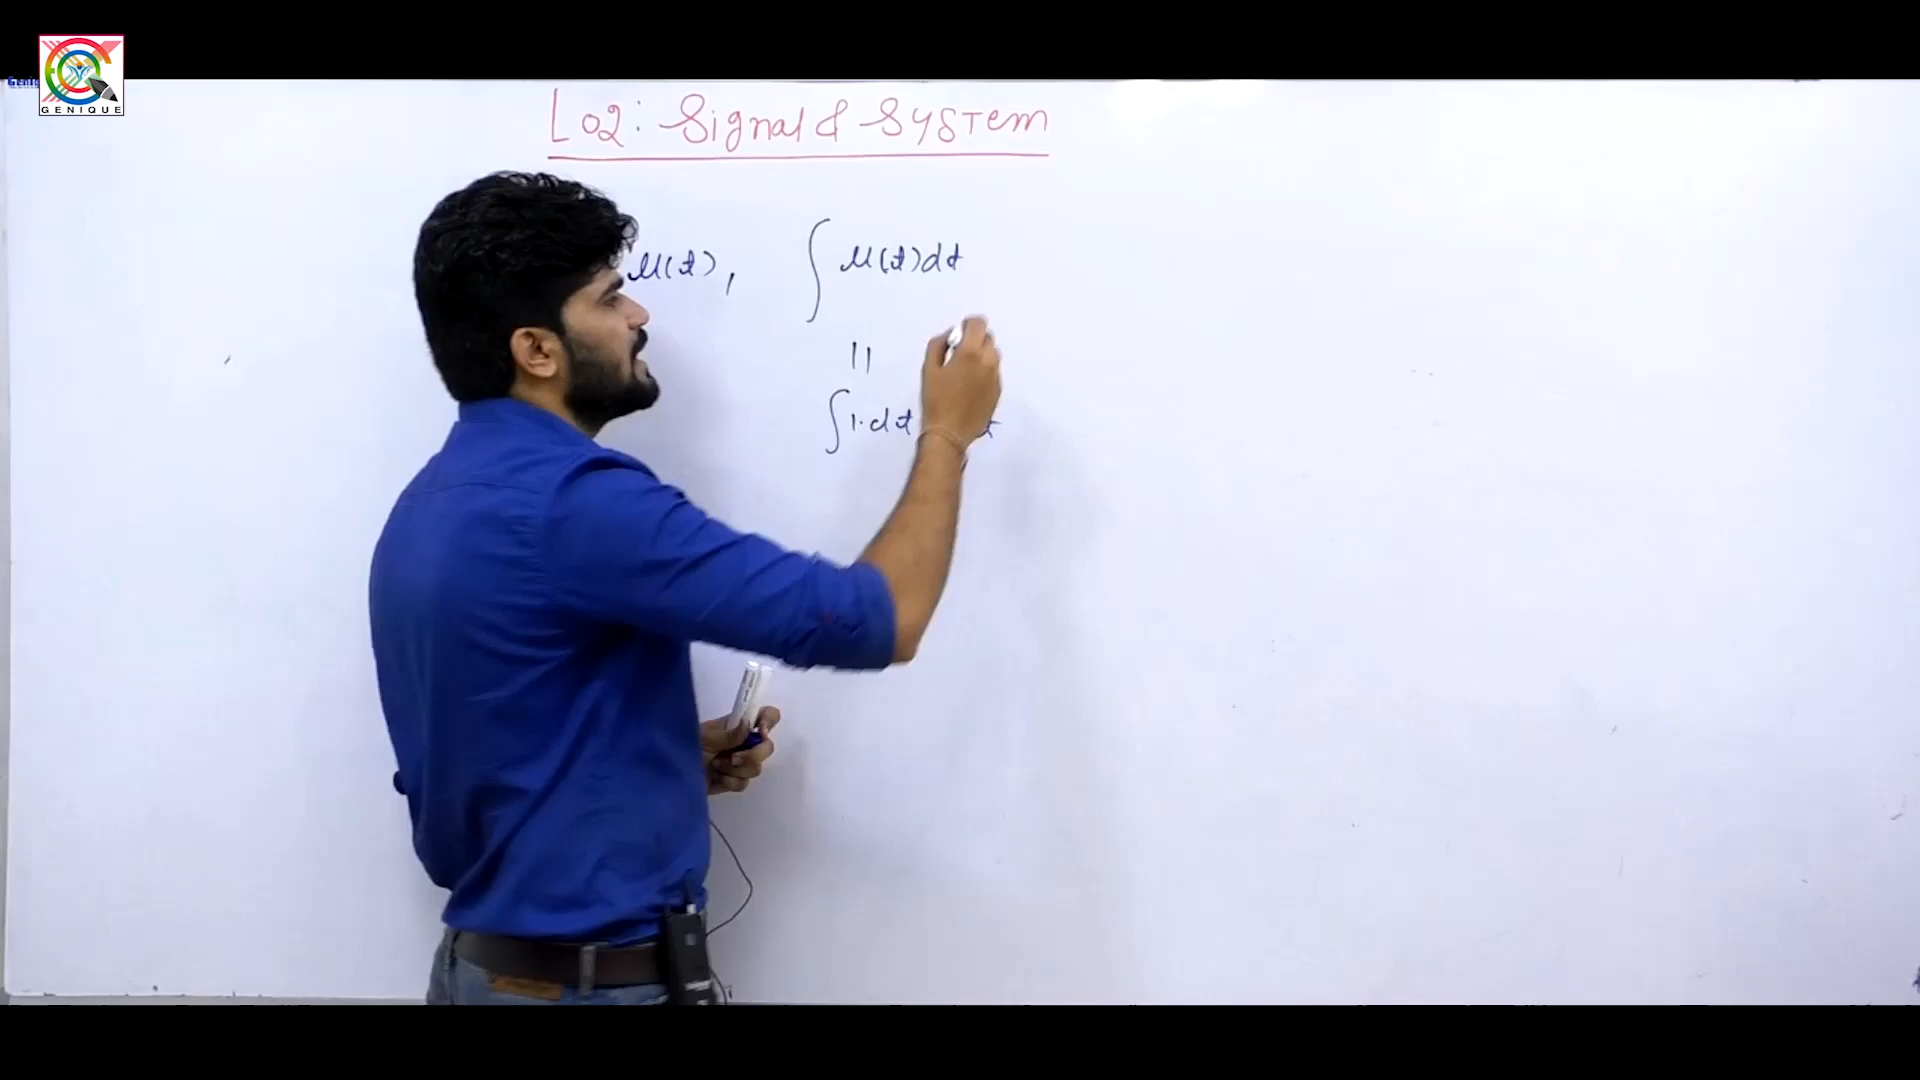 GENIQUE
L02: Signal & System
u(t), ∫ u(t)dt
||
∫1.dt t